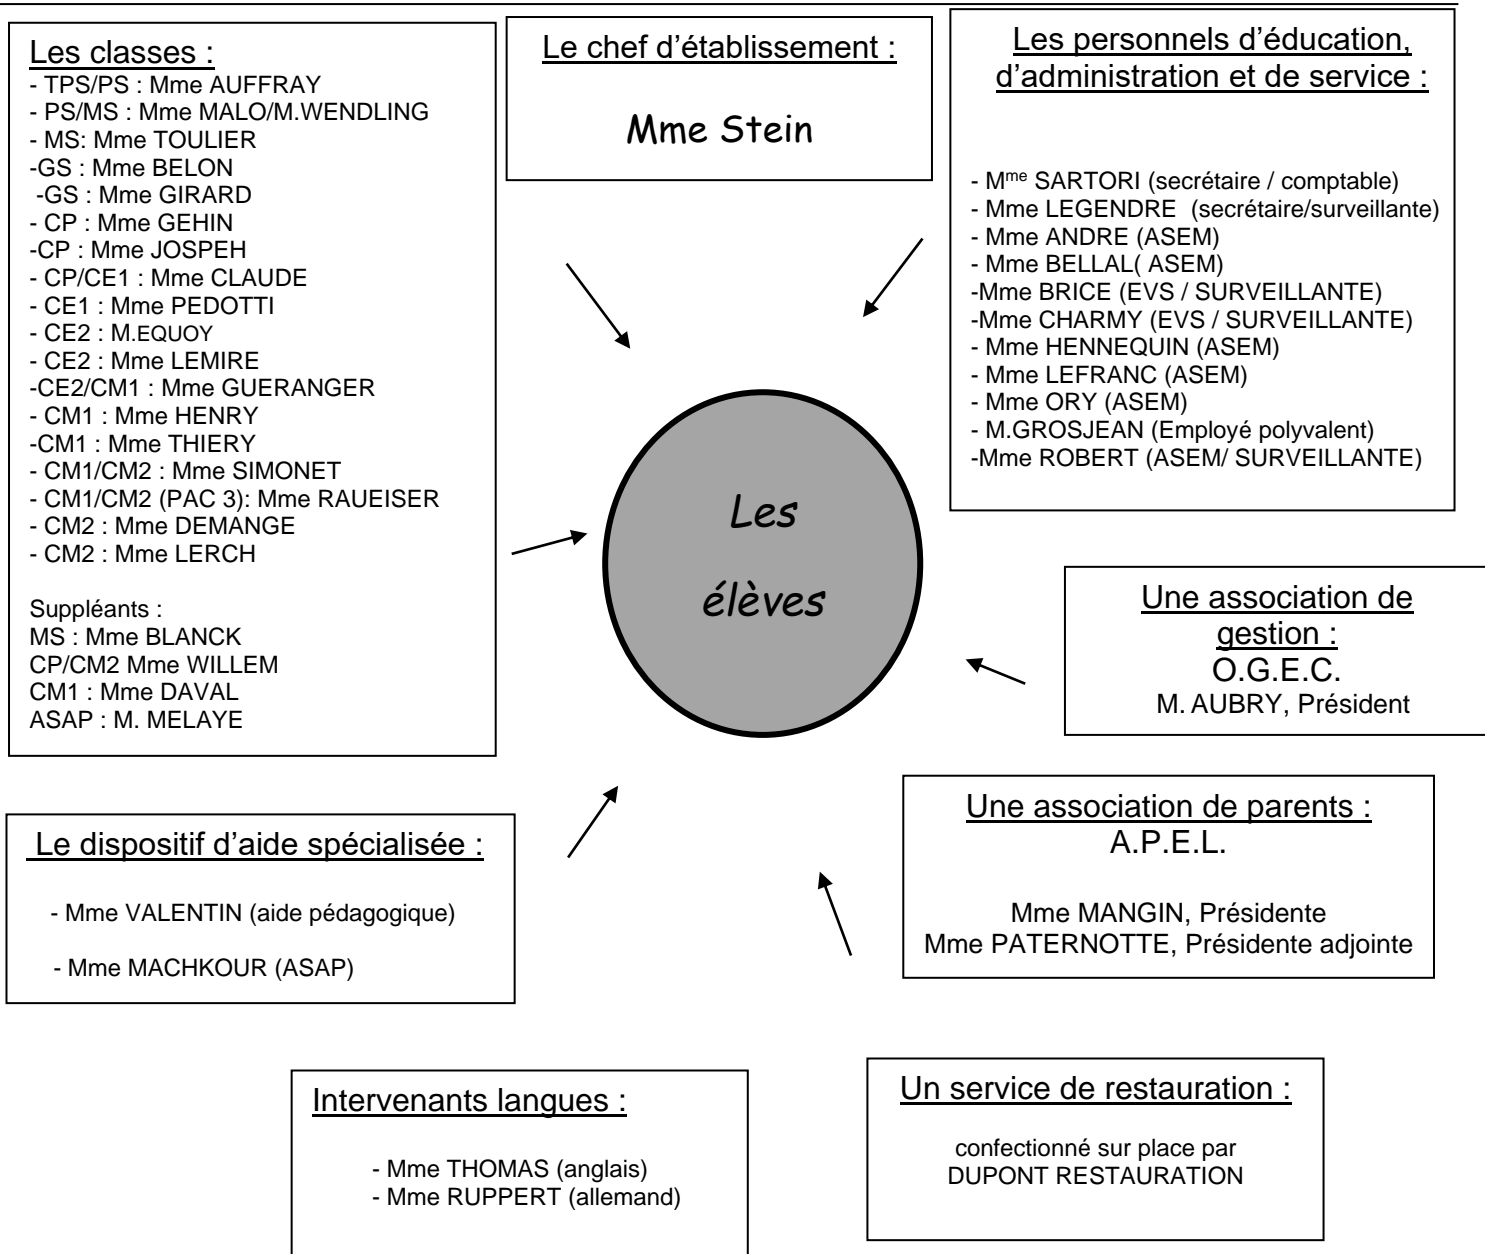 Les classes :
- TPS/PS : Mme AUFFRAY
- PS/MS : Mme MALO/M.WENDLING
- MS: Mme TOULIER
-GS : Mme BELON
-GS : Mme GIRARD
- CP : Mme GEHIN
-CP : Mme JOSPEH
- CP/CE1 : Mme CLAUDE
- CE1 : Mme PEDOTTI
- CE2 : M.EQUOY
- CE2 : Mme LEMIRE
-CE2/CM1 : Mme GUERANGER
- CM1 : Mme HENRY
-CM1 : Mme THIERY
- CM1/CM2 : Mme SIMONET
- CM1/CM2 (PAC 3): Mme RAUEISER
- CM2 : Mme DEMANGE
- CM2 : Mme LERCH
Suppléants :
MS : Mme BLANCK
CP/CM2 Mme WILLEM
CM1 : Mme DAVAL
ASAP : M. MELAYE
Le chef d’établissement :
Mme Stein
Les personnels d’éducation,
d’administration et de service :
- Mme SARTORI (secrétaire / comptable)
- Mme LEGENDRE (secrétaire/surveillante)
- Mme ANDRE (ASEM)
- Mme BELLAL( ASEM)
-Mme BRICE (EVS / SURVEILLANTE)
-Mme CHARMY (EVS / SURVEILLANTE)
- Mme HENNEQUIN (ASEM)
- Mme LEFRANC (ASEM)
- Mme ORY (ASEM)
- M.GROSJEAN (Employé polyvalent)
-Mme ROBERT (ASEM/ SURVEILLANTE)
Les
élèves
Une association de
gestion :
O.G.E.C.
M. AUBRY, Président
Le dispositif d’aide spécialisée :
- Mme VALENTIN (aide pédagogique)
- Mme MACHKOUR (ASAP)
Une association de parents :
A.P.E.L.
Mme MANGIN, Présidente
Mme PATERNOTTE, Présidente adjointe
Intervenants langues :
- Mme THOMAS (anglais)
- Mme RUPPERT (allemand)
Un service de restauration :
confectionné sur place par
DUPONT RESTAURATION